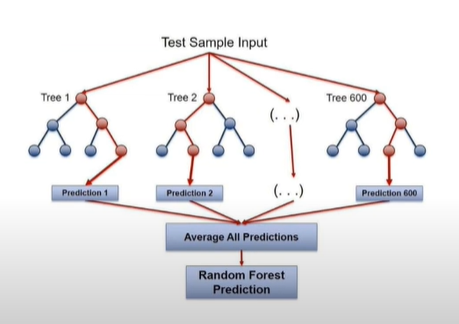 Test Sample Input
Tree 1
Tree 2
Tree 600
(. . .)
Prediction 1
Prediction 2
(. . .)
Prediction 600
Average All Predictions
Random Forest
Prediction